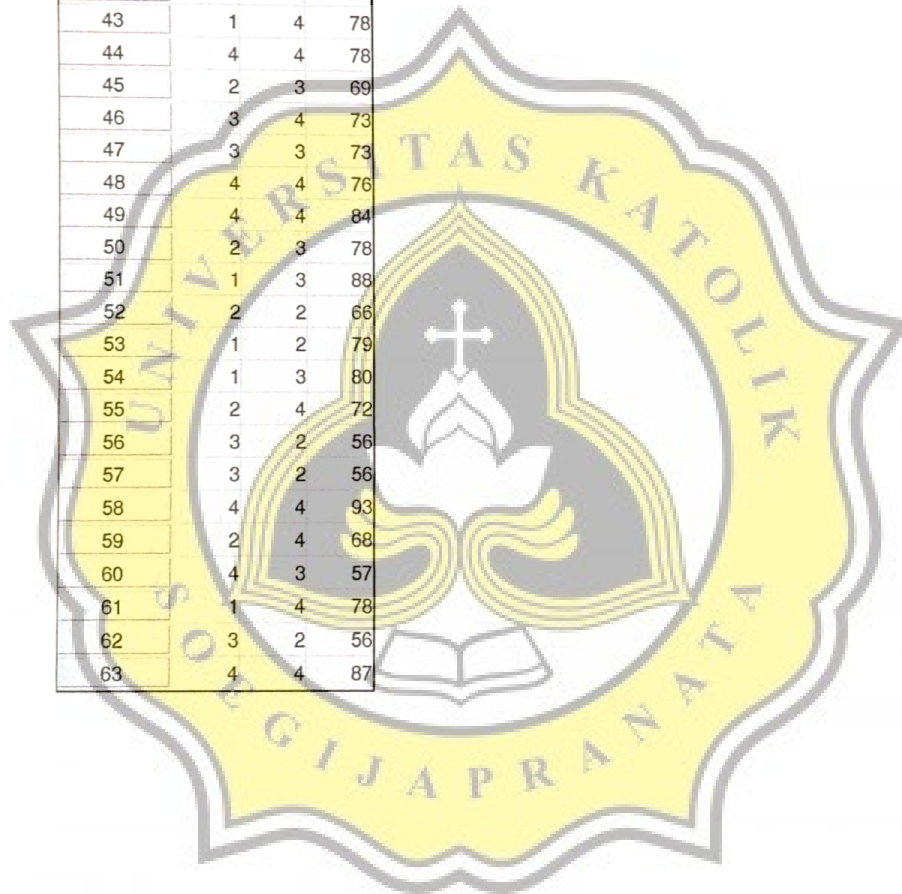 43 1 4 78
44 4 4 78
45 2 3 69
46 3 4 73
47 3 3 73
48 4 4 76
49 4 4 84
50 2 3 78
51 1 3 88
52 2 2 66
53 1 2 79
54 1 3 80
55 2 4 72
56 3 2 56
57 3 2 56
58 4 4 93
59 2 4 68
60 4 3 57
61 1 4 78
62 3 2 56
63 4 4 87
UNIVERSITAS KATOLIK
SOEGIJAPRANATA